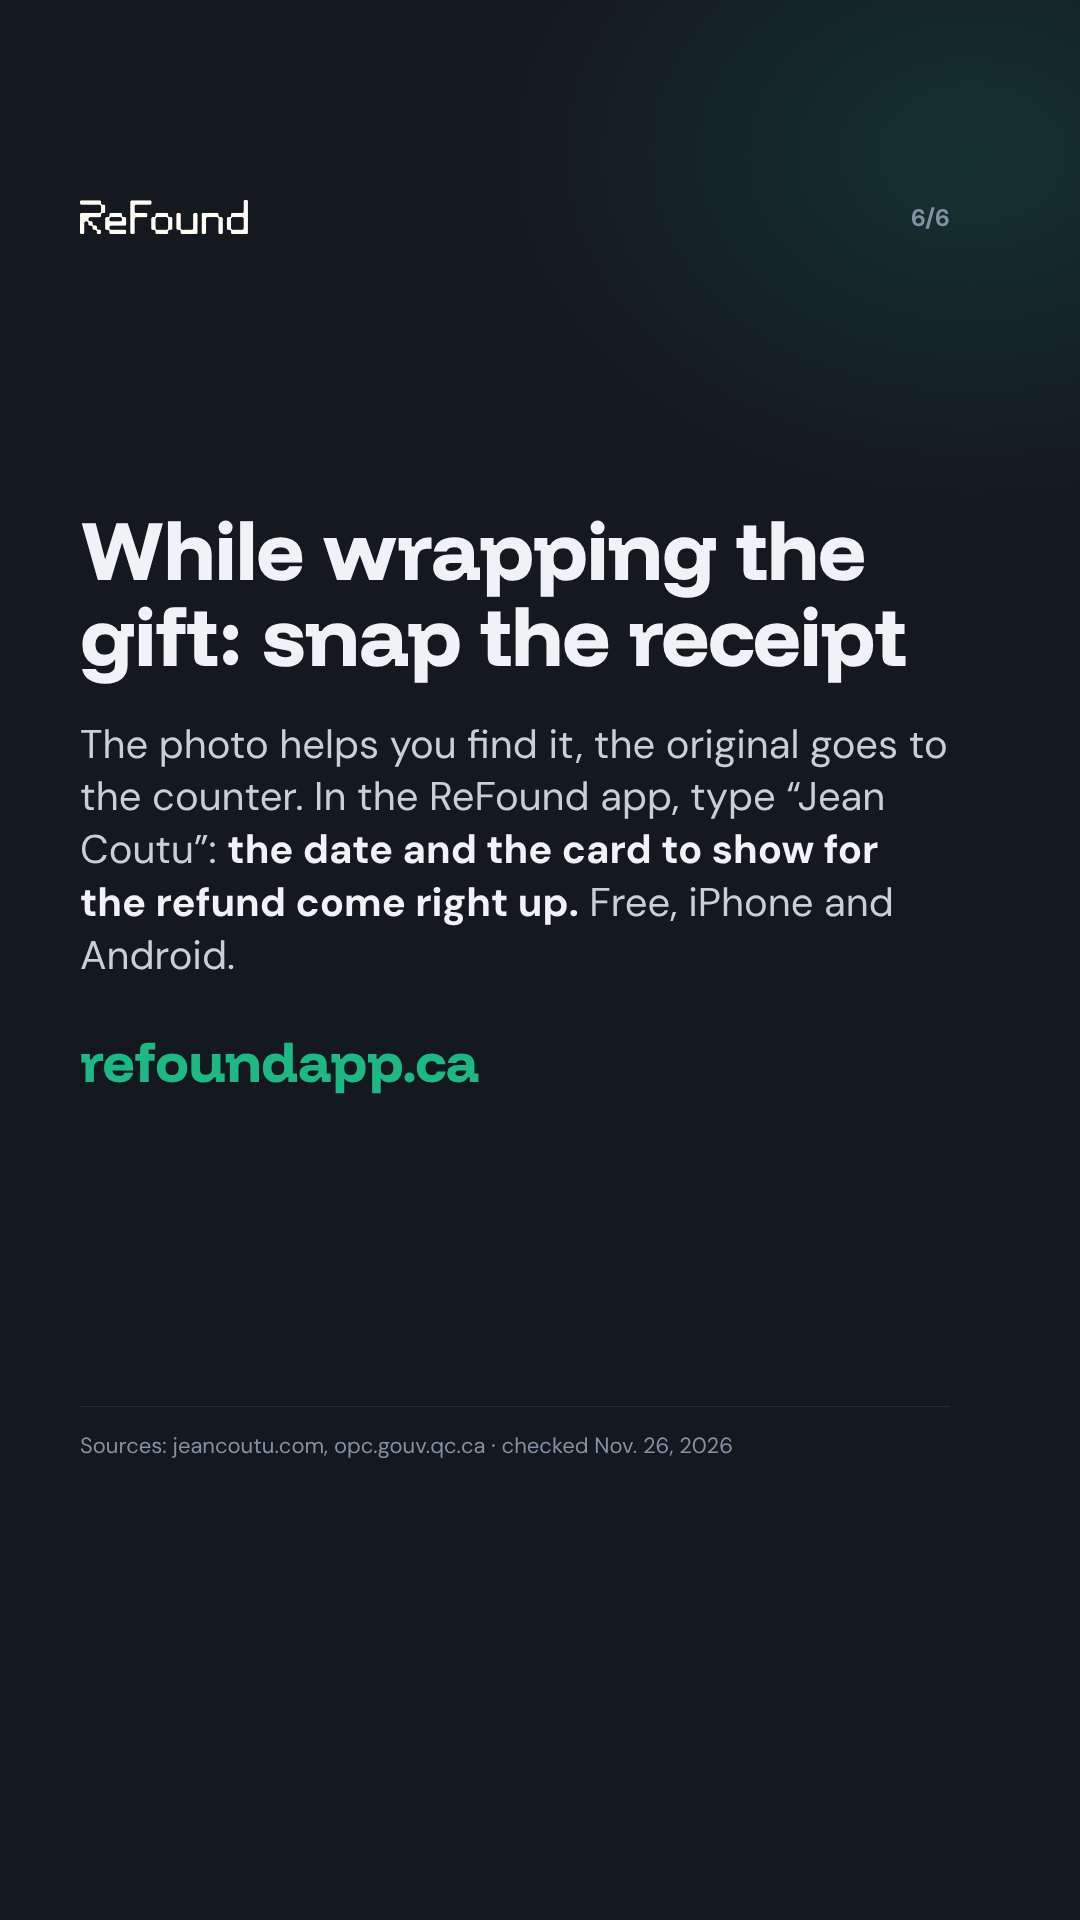 ReFound
6/6
While wrapping the
gift: snap the receipt
The photo helps you find it, the original goes to
the counter. In the ReFound app, type “Jean
Coutu”: the date and the card to show for
the refund come right up. Free, iPhone and
Android.
refoundapp.ca
Sources: jeancoutu.com, opc.gouv.qc.ca · checked Nov. 26, 2026